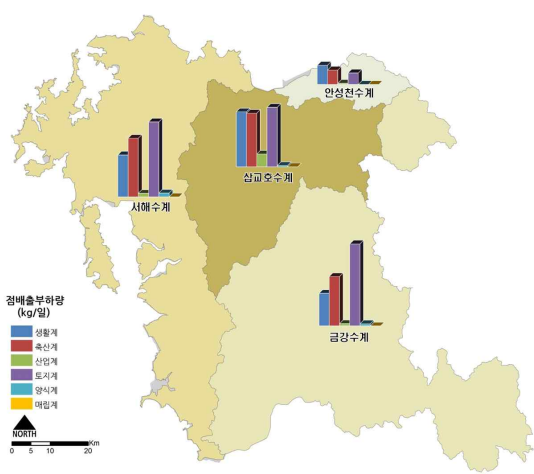 안성천수계
삽교호수계
서해수계
금강수계
점배출부하량
(kg/일)
생활계
축산계
산업계
토지계
양식계
매립계
NORTH
Km
0 5 10 20